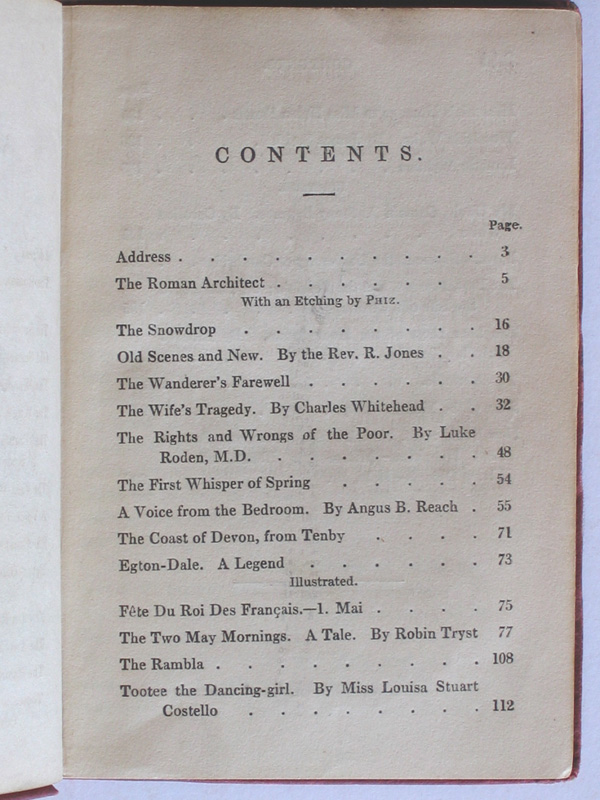 CONTENTS.
Page.
Address . . . . . . . . . . 3
The Roman Architect . . . . . . 5
With an Etching by PHIZ.
The Snowdrop . . . . . . . . 16
Old Scenes and New. By the Rev. R. Jones . . 18
The Wanderer's Farewell . . . . . . 30
The Wife's Tragedy. By Charles Whitehead . . 32
The Rights and Wrongs of the Poor. By Luke
Roden, M.D. . . . . . . . 48
The First Whisper of Spring . . . . . 54
A Voice from the Bedroom. By Angus B. Reach . 55
The Coast of Devon, from Tenby . . . . 71
Egton-Dale. A Legend . . . . . . 73
Illustrated.
Fête Du Roi Des Français.—1. Mai . . . . 75
The Two May Mornings. A Tale. By Robin Tryst 77
The Rambla . . . . . . . . . 108
Tootee the Dancing-girl. By Miss Louisa Stuart
Costello . . . . . . . . 112